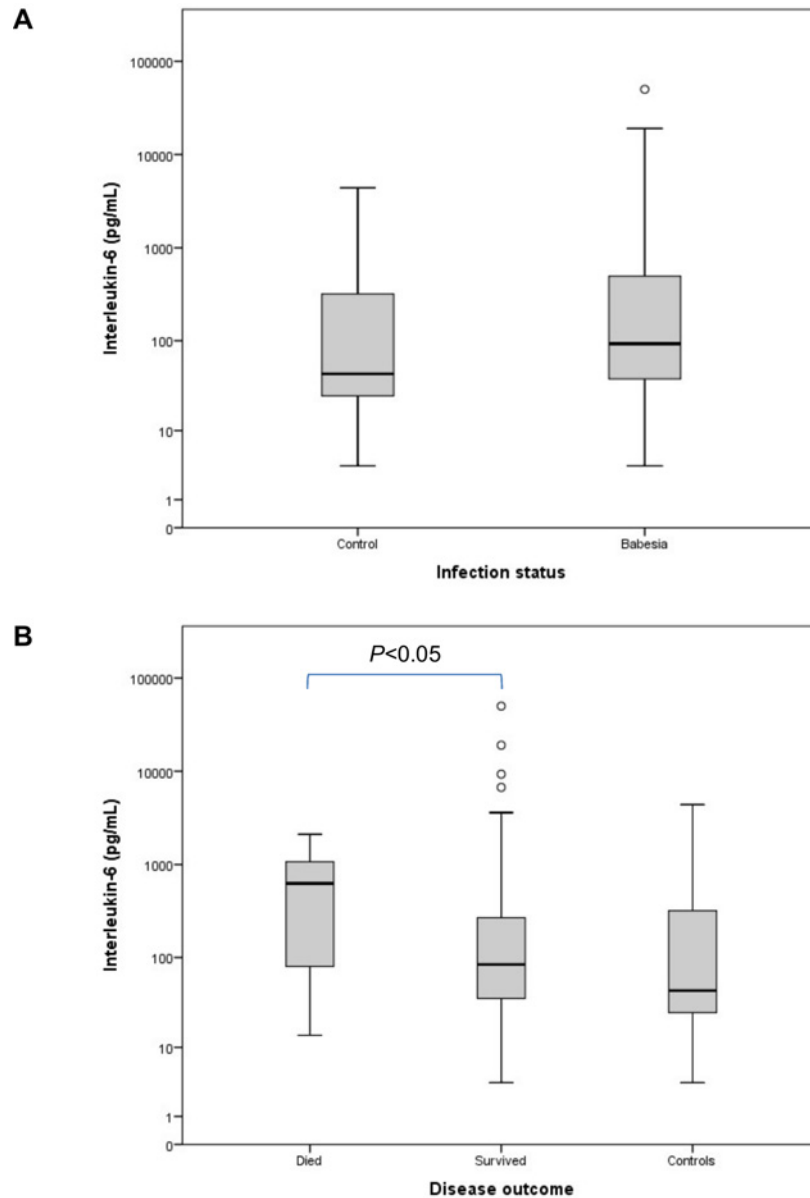 A
Interleukin-6 (pg/mL)
100000
10000
1000
100
10
1
0
Control
Babesia
Infection status
B
P<0.05
Interleukin-6 (pg/mL)
100000
10000
1000
100
10
1
0
Died
Survived
Controls
Disease outcome